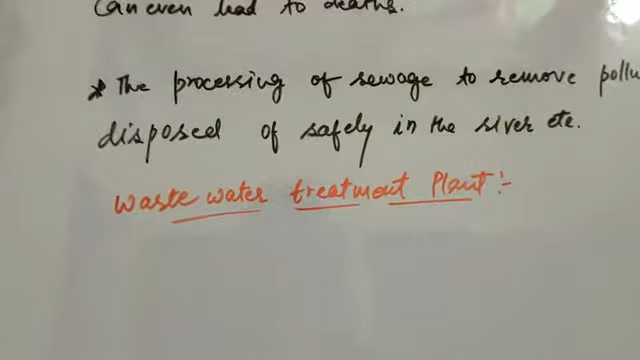 Can even lead to deaths.
* The processing of sewage to remove pollu
disposed of safely in the river etc.
Waste water treatment Plant :-